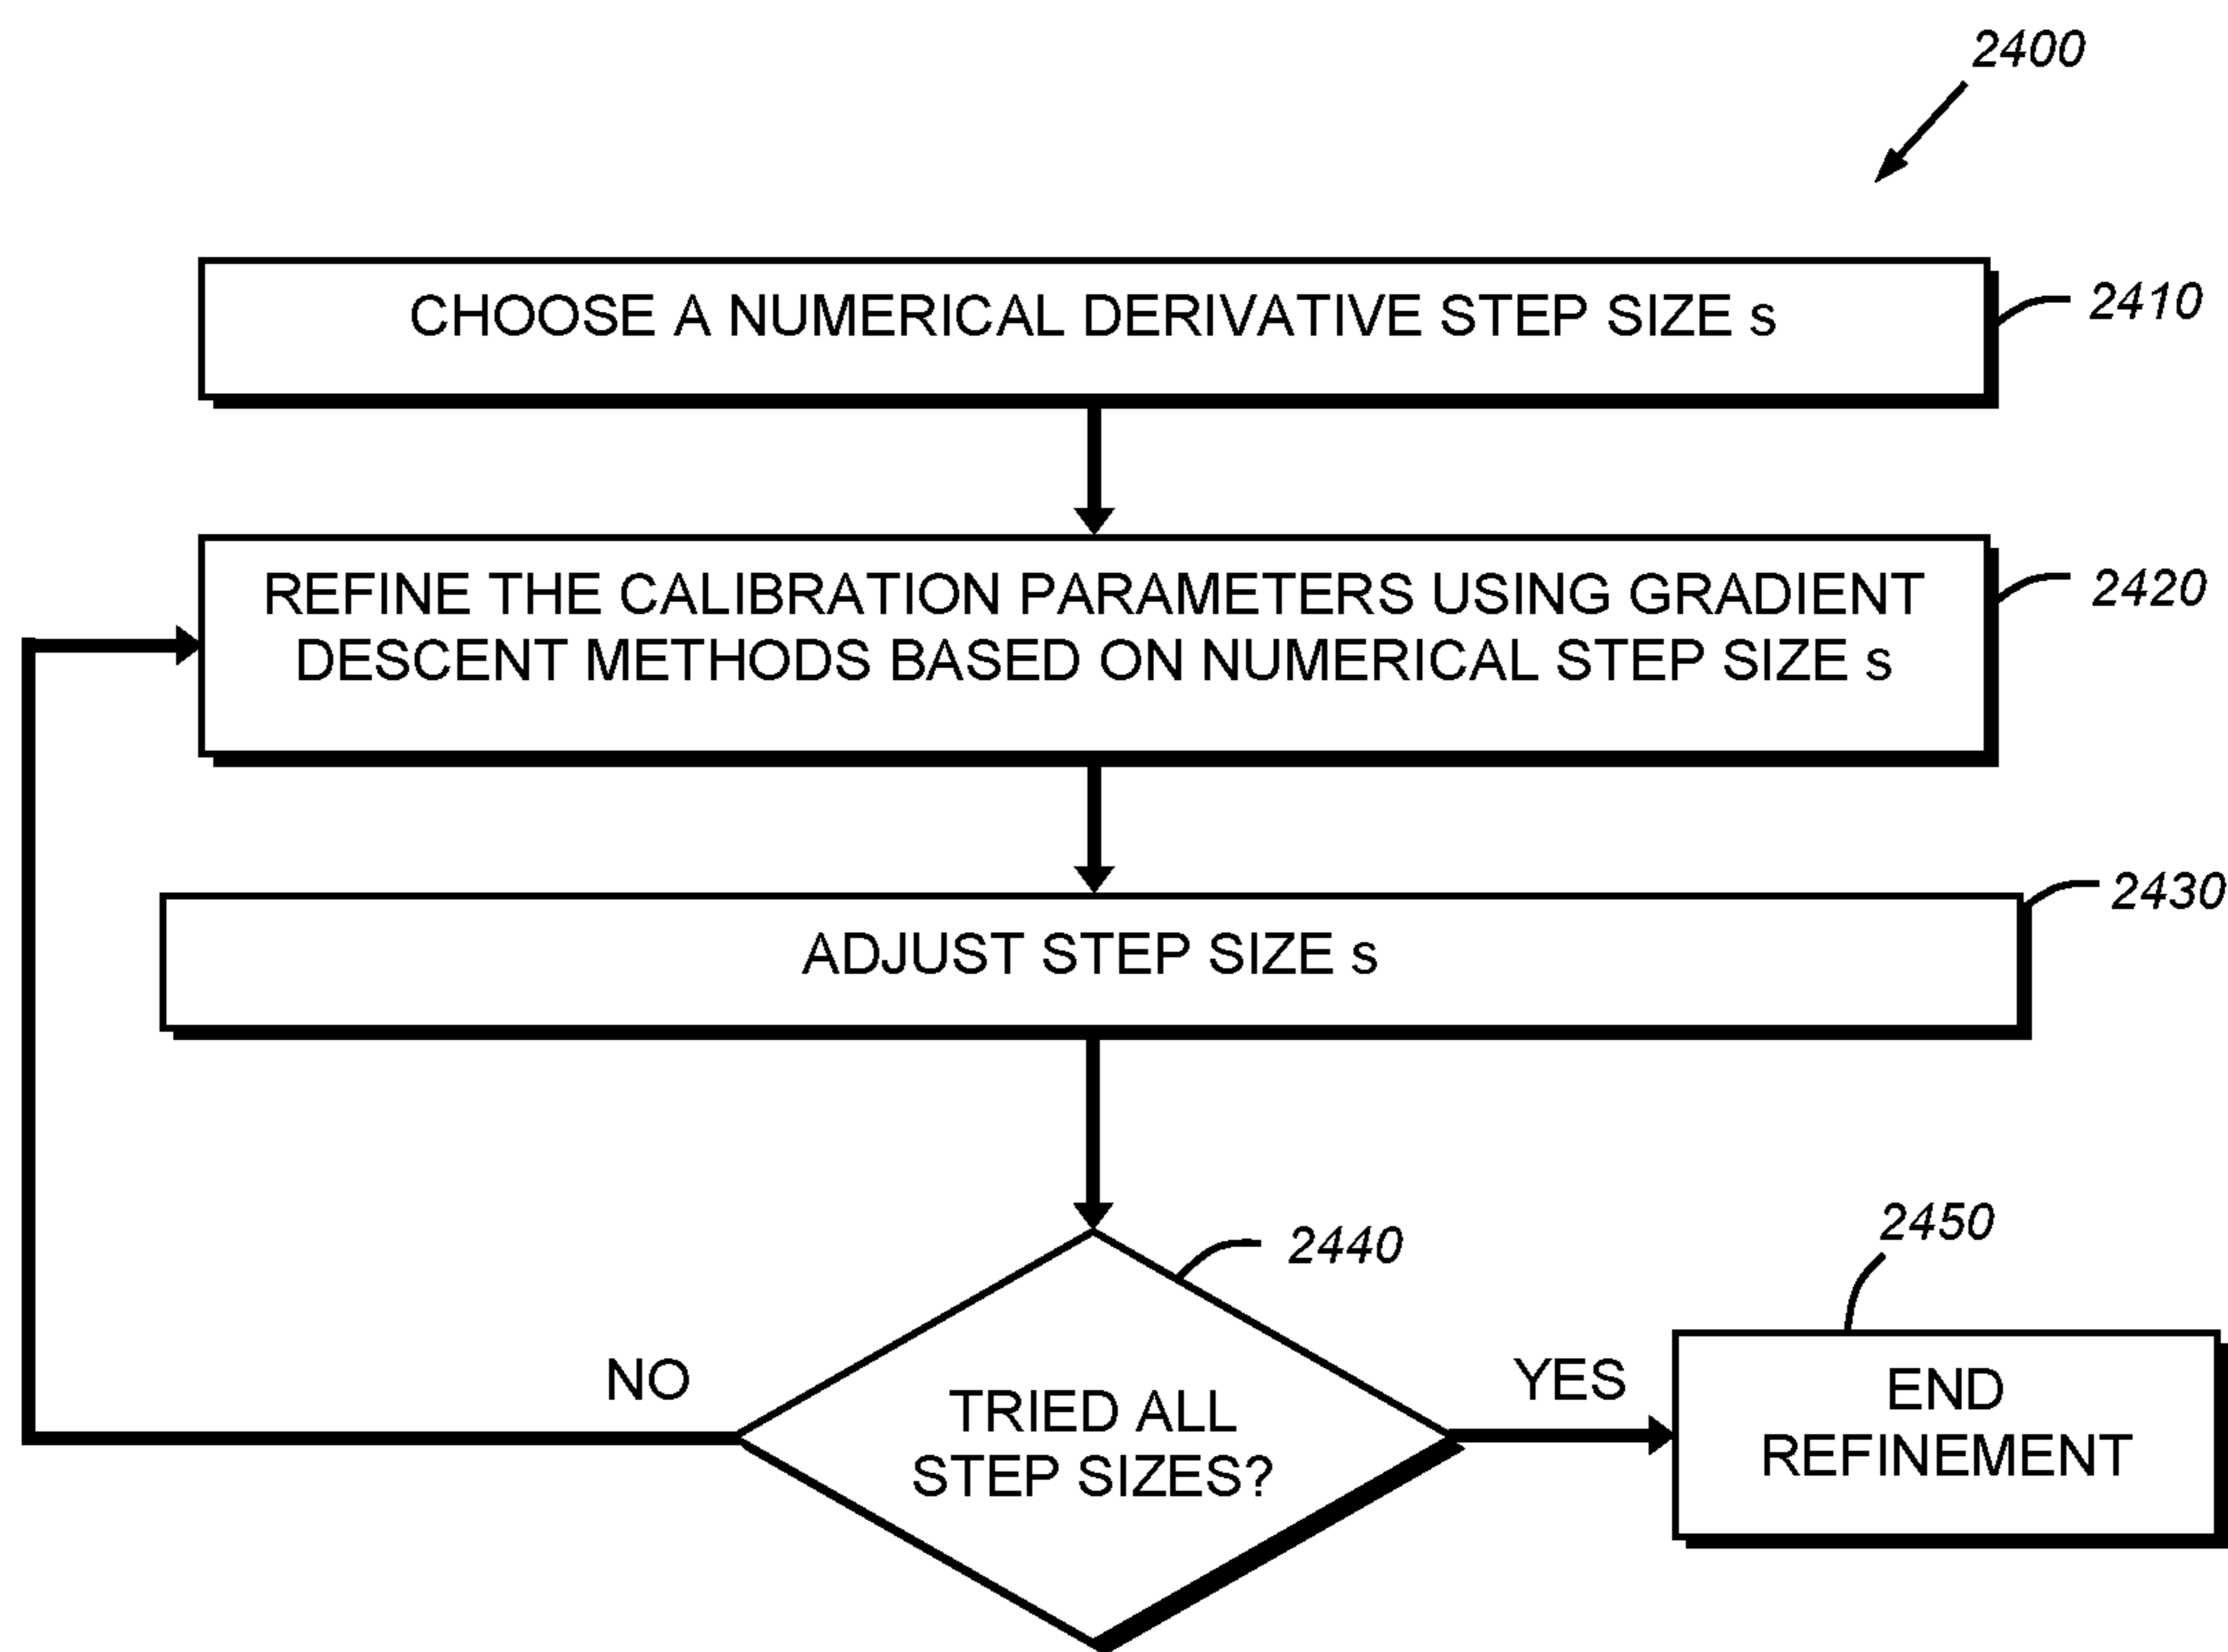 2400
CHOOSE A NUMERICAL DERIVATIVE STEP SIZE s
2410
REFINE THE CALIBRATION PARAMETERS USING GRADIENT
DESCENT METHODS BASED ON NUMERICAL STEP SIZE s
2420
ADJUST STEP SIZE s
2430
2440
TRIED ALL
STEP SIZES?
NO
YES
2450
END
REFINEMENT